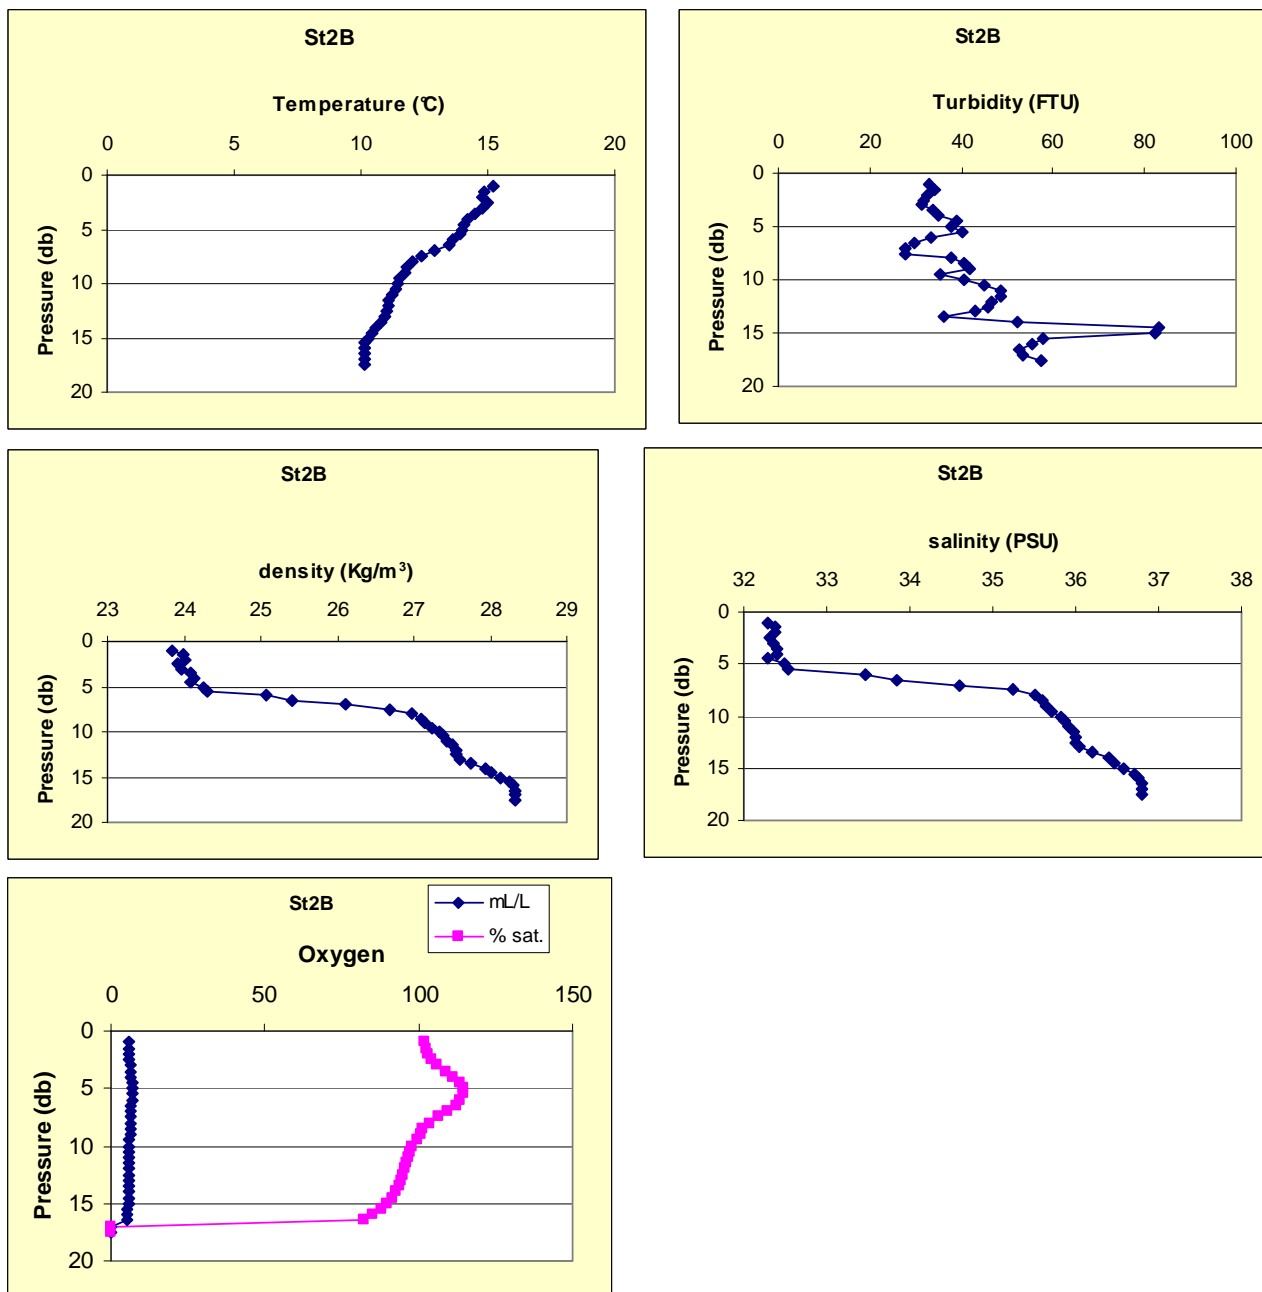 St2B
Temperature (°C)
0 5 10 15 20
0
5
10
15
20
Pressure (db)
St2B
Turbidity (FTU)
0 20 40 60 80 100
0
5
10
15
20
Pressure (db)
St2B
density (Kg/m³)
23 24 25 26 27 28 29
0
5
10
15
20
Pressure (db)
St2B
salinity (PSU)
32 33 34 35 36 37 38
0
5
10
15
20
Pressure (db)
St2B
mL/L
% sat.
Oxygen
0 50 100 150
0
5
10
15
20
Pressure (db)